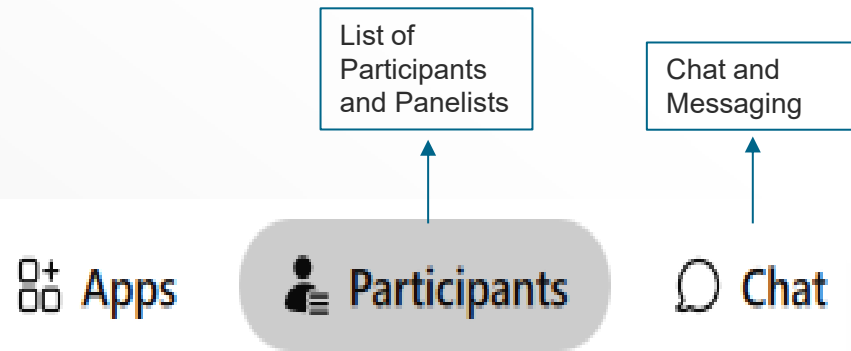 List of
Participants
and Panelists
Chat and
Messaging
Apps
Participants
Chat